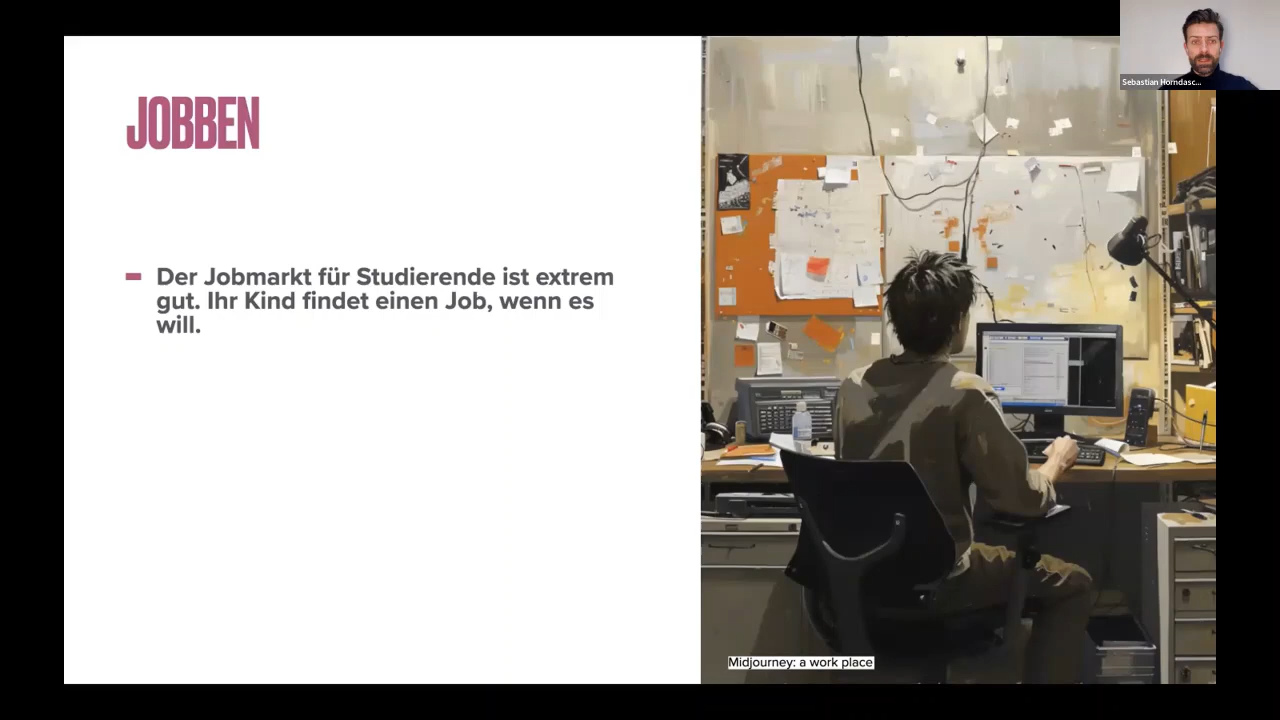 JOBBEN
Der Jobmarkt für Studierende ist extrem
gut. Ihr Kind findet einen Job, wenn es
will.
Midjourney: a work place
Sebastian Horndasc...